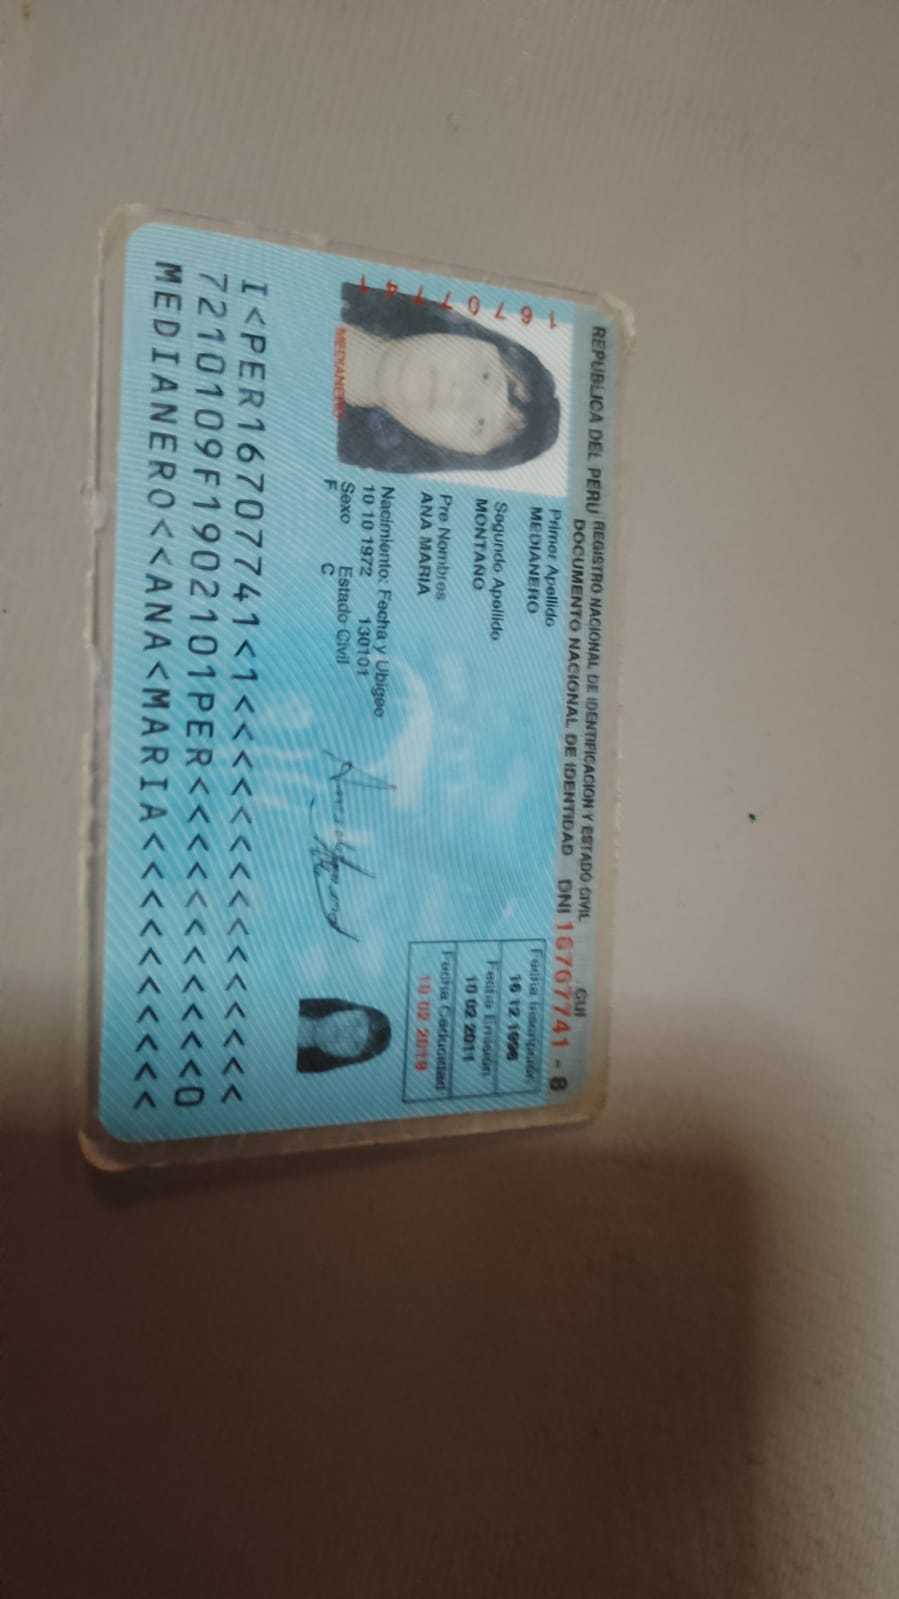 REPUBLICA DEL PERU REGISTRO NACIONAL DE IDENTIFICACION Y ESTADO CIVIL
DOCUMENTO NACIONAL DE IDENTIDAD DNI 16707741 - 8
CUI
Primer Apellido
MEDIANERO
Segundo Apellido
MONTAÑO
Pre Nombres
ANA MARIA
Nacimiento: Fecha y Ubigeo
10 10 1972 130101
Sexo Estado Civil
F C
Fecha Inscripción
16 12 1996
Fecha Emisión
10 02 2011
Fecha Caducidad
10 02 2019
16707741
MEDIANERO
I<PER16707741<1<<<<<<<<<<<<<<<
7210109F1902101PER<<<<<<<<<<<0
MEDIANERO<<ANA<MARIA<<<<<<<<<<